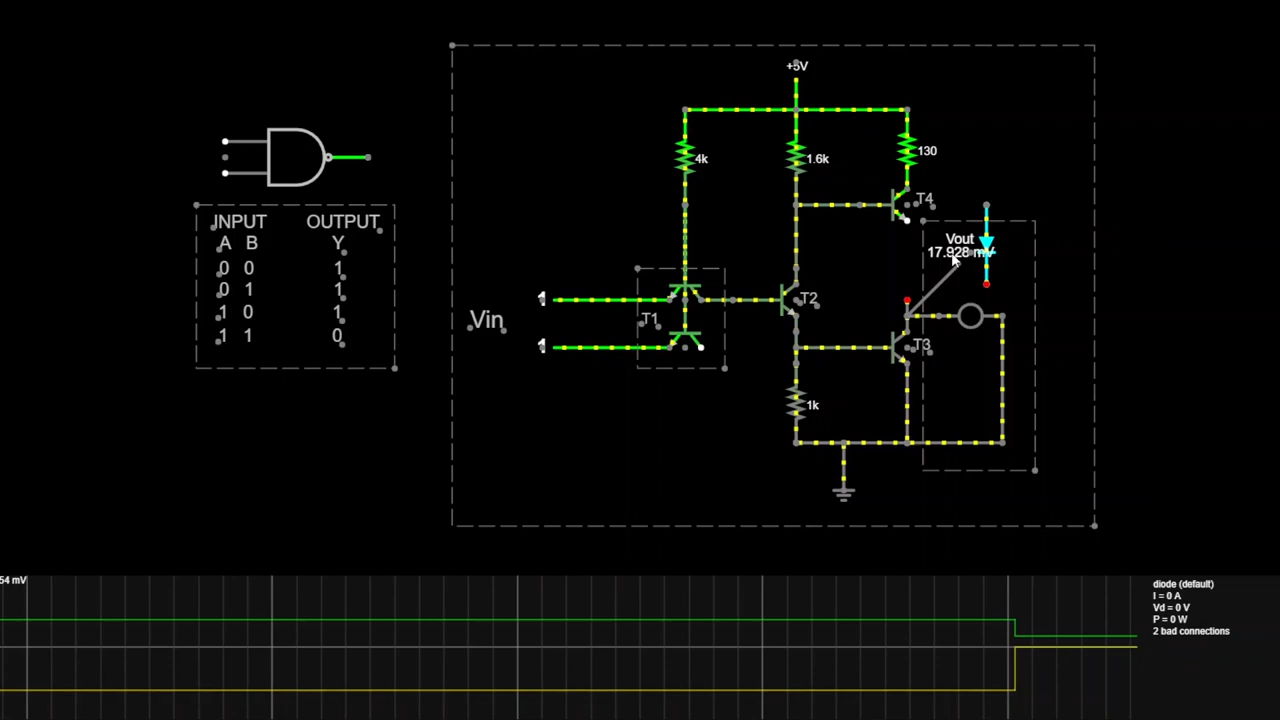 +5V
4k
1.6k
130
T4
INPUT OUTPUT
A B Y
0 0 1
0 1 1
1 0 1
1 1 0
Vout
17.928 mV
Vin
1
1
T1
T2
T3
1k
54 mV
diode (default)
I = 0 A
Vd = 0 V
P = 0 W
2 bad connections